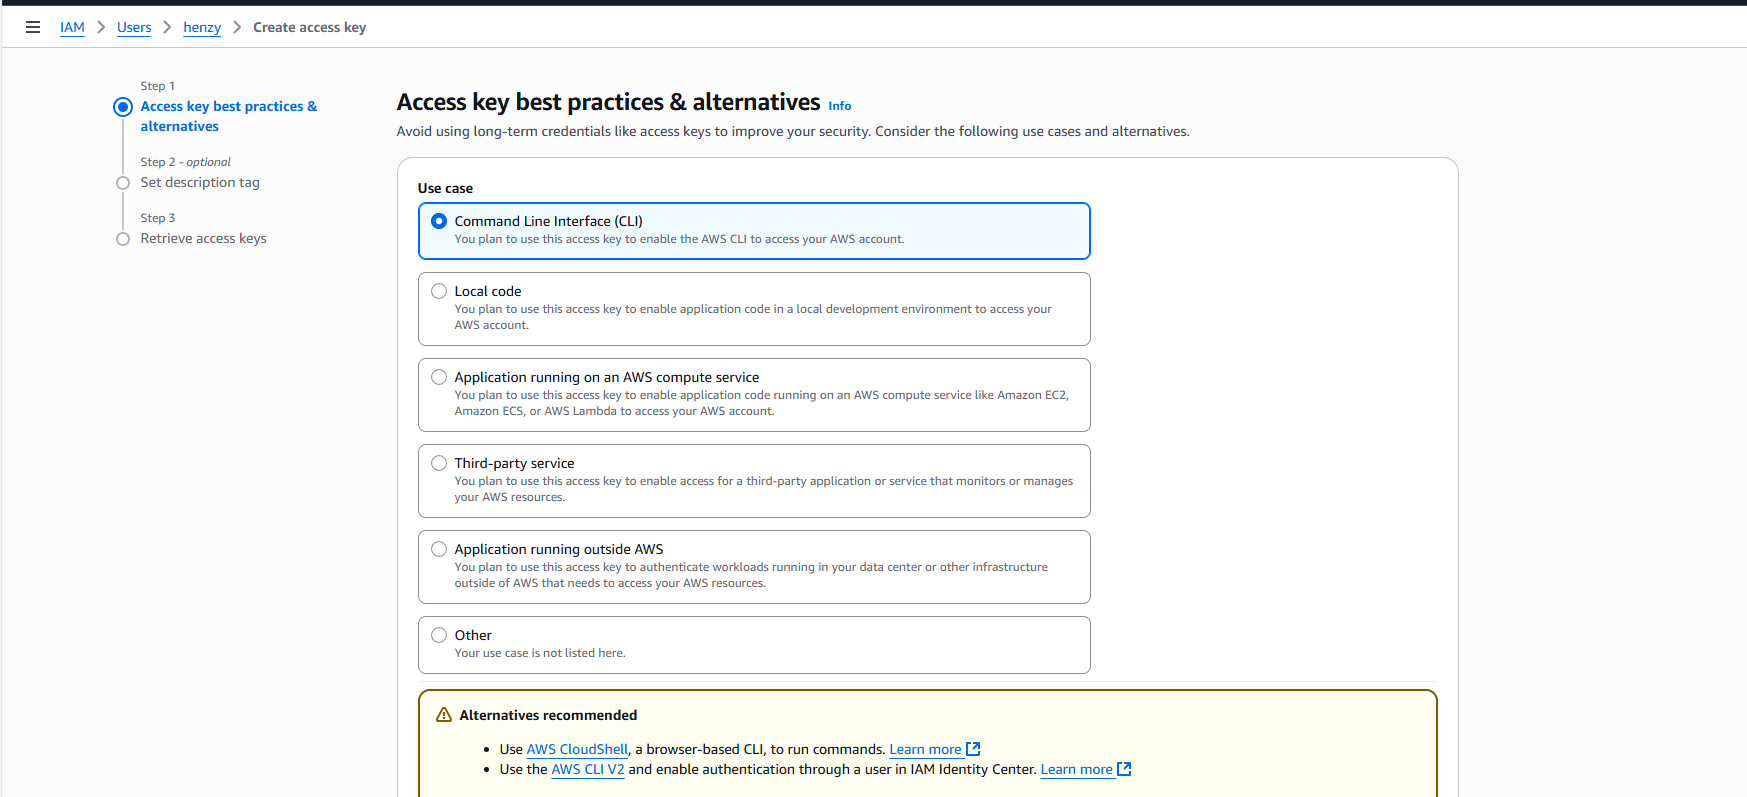 IAM > Users > henzy > Create access key
Step 1
Access key best practices &
alternatives
Step 2 - optional
Set description tag
Step 3
Retrieve access keys
Access key best practices & alternatives Info
Avoid using long-term credentials like access keys to improve your security. Consider the following use cases and alternatives.
Use case
Command Line Interface (CLI)
You plan to use this access key to enable the AWS CLI to access your AWS account.
Local code
You plan to use this access key to enable application code in a local development environment to access your
AWS account.
Application running on an AWS compute service
You plan to use this access key to enable application code running on an AWS compute service like Amazon EC2,
Amazon ECS, or AWS Lambda to access your AWS account.
Third-party service
You plan to use this access key to enable access for a third-party application or service that monitors or manages
your AWS resources.
Application running outside AWS
You plan to use this access key to authenticate workloads running in your data center or other infrastructure
outside of AWS that needs to access your AWS resources.
Other
Your use case is not listed here.
Alternatives recommended
• Use AWS CloudShell, a browser-based CLI, to run commands. Learn more
• Use the AWS CLI V2 and enable authentication through a user in IAM Identity Center. Learn more